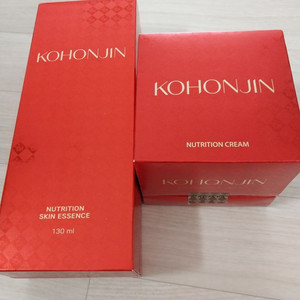 KOHONJIN
NUTRITION
SKIN ESSENCE
130 ml
KOHONJIN
NUTRITION CREAM
KOHONJIN